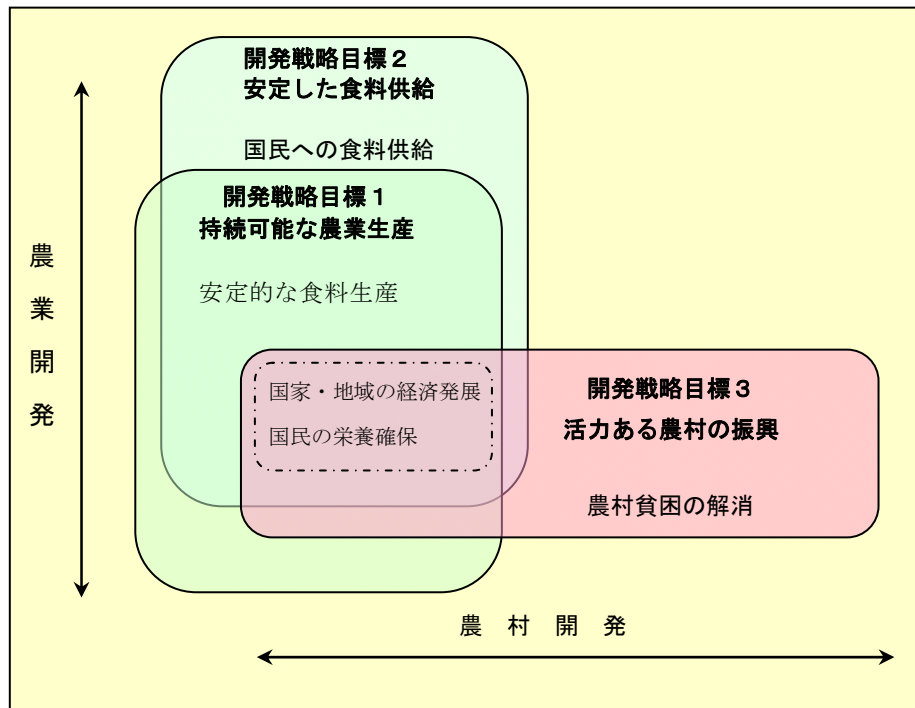 開発戦略目標２
安定した食料供給
国民への食料供給
開発戦略目標１
持続可能な農業生産
安定的な食料生産
農業開発
国家・地域の経済発展
国民の栄養確保
開発戦略目標３
活力ある農村の振興
農村貧困の解消
農 村 開 発